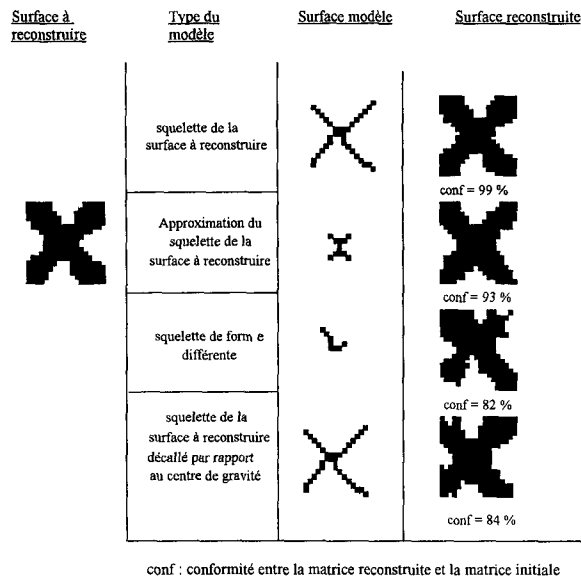 Surface à
reconstruire
Type du
modèle
Surface modèle
Surface reconstruite
squelette de la
surface à reconstruire
conf = 99 %
Approximation du
squelette de la
surface à reconstruire
conf = 93 %
squelette de form e
différente
conf = 82 %
squelette de la
surface à reconstruire
décallé par rapport
au centre de gravité
conf = 84 %
conf : conformité entre la matrice reconstruite et la matrice initiale